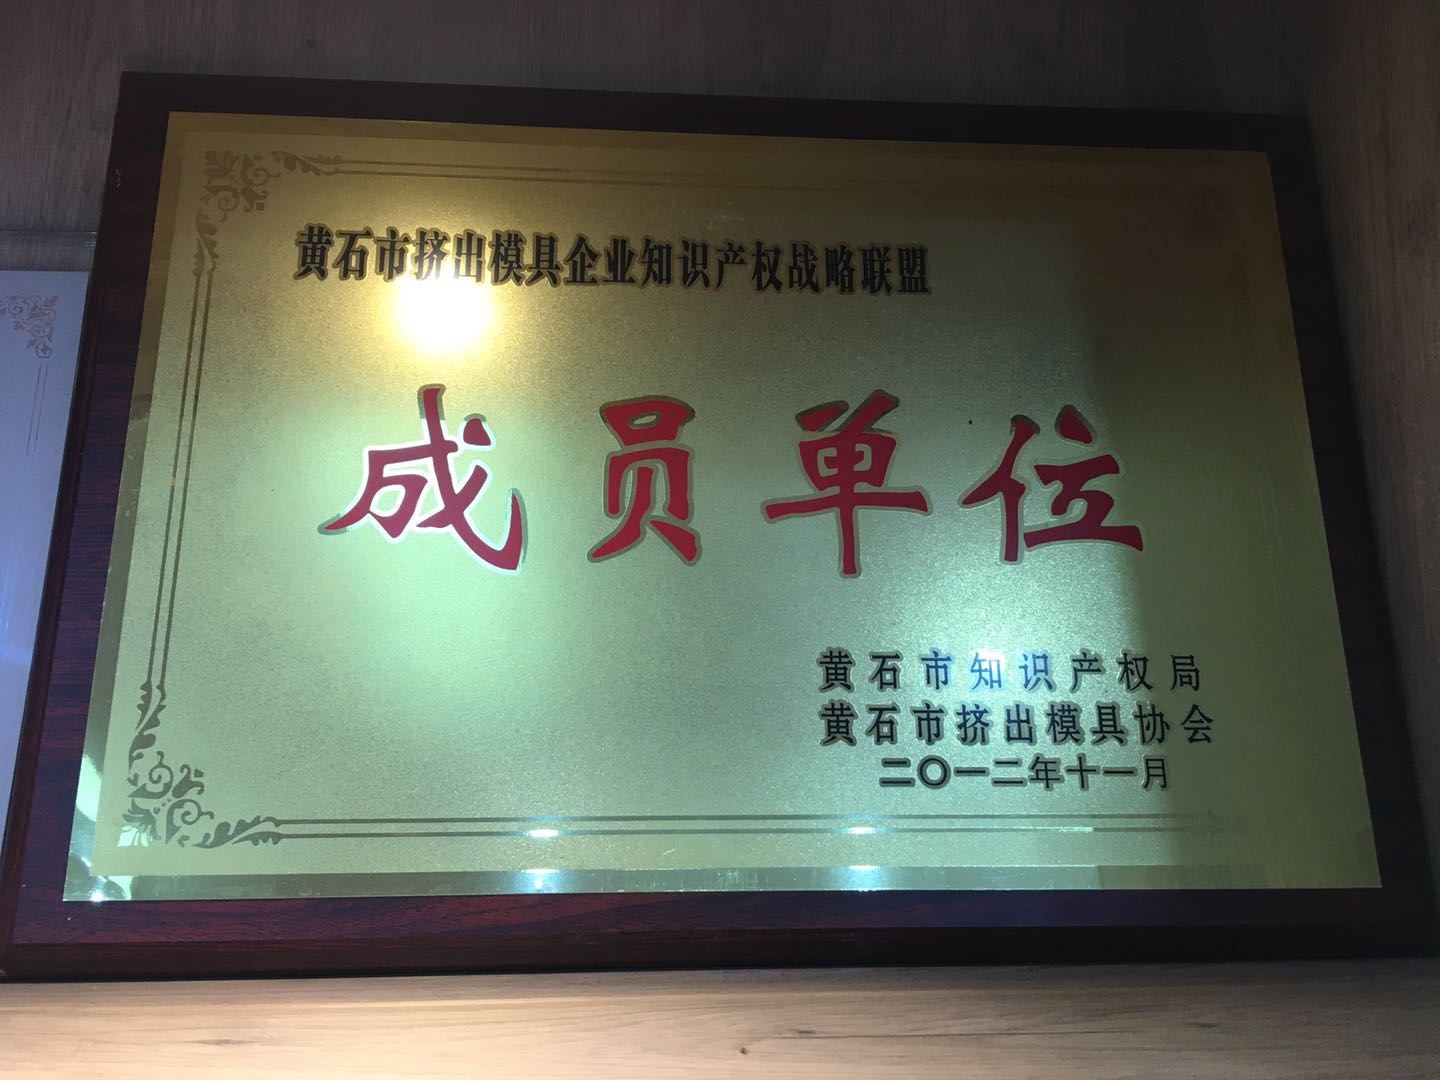 黄石市挤出模具企业知识产权战略联盟
成员单位
黄石市知识产权局
黄石市挤出模具协会
二〇一二年十一月